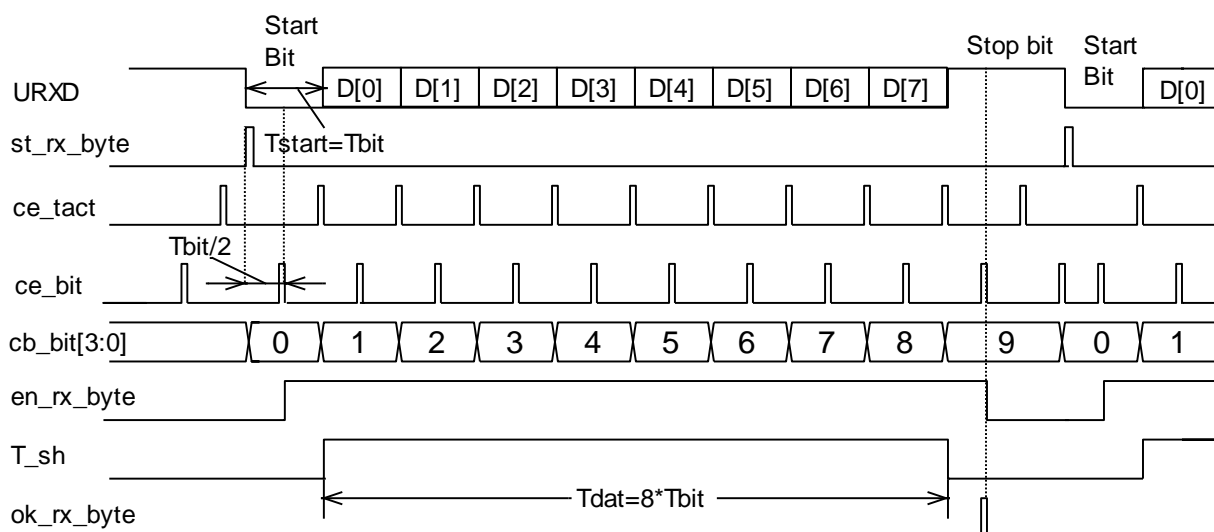 Start
Bit
Stop bit
Start
Bit
URXD
D[0] D[1] D[2] D[3] D[4] D[5] D[6] D[7]
D[0]
st_rx_byte
Tstart=Tbit
ce_tact
Tbit/2
ce_bit
cb_bit[3:0]
0 1 2 3 4 5 6 7 8 9 0 1
en_rx_byte
T_sh
Tdat=8*Tbit
ok_rx_byte